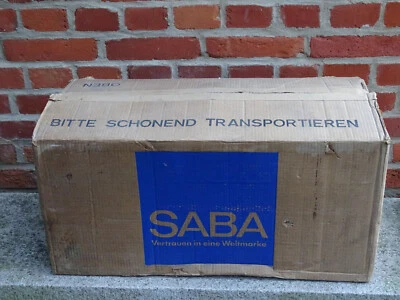 BITTE SCHONEND TRANSPORTIEREN
SABA
Vertrauen in eine Weltmarke